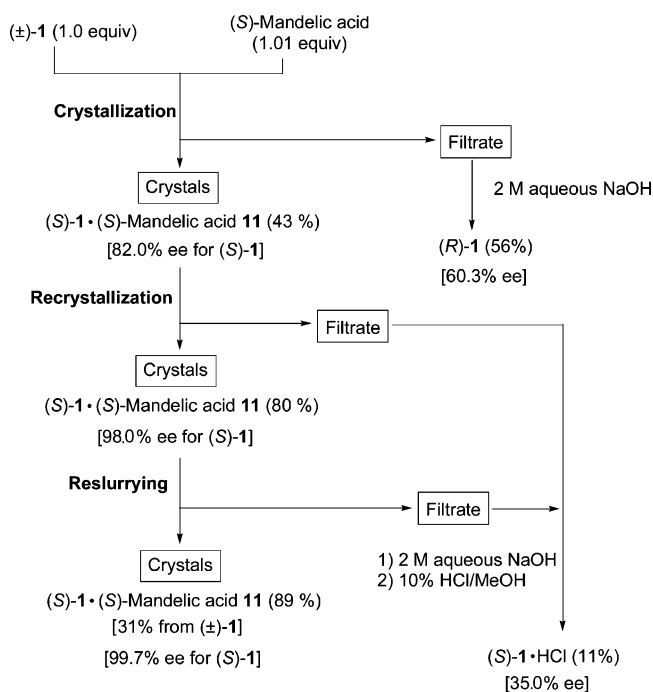 (±)-1 (1.0 equiv)
(S)-Mandelic acid
(1.01 equiv)
Crystallization
Filtrate
2 M aqueous NaOH
Crystals
(S)-1 • (S)-Mandelic acid 11 (43 %)
[82.0% ee for (S)-1]
(R)-1 (56%)
[60.3% ee]
Recrystallization
Filtrate
Crystals
(S)-1 • (S)-Mandelic acid 11 (80 %)
[98.0% ee for (S)-1]
Reslurrying
Filtrate
Crystals
1) 2 M aqueous NaOH
2) 10% HCl/MeOH
(S)-1 • (S)-Mandelic acid 11 (89 %)
[31% from (±)-1]
[99.7% ee for (S)-1]
(S)-1 • HCl (11%)
[35.0% ee]